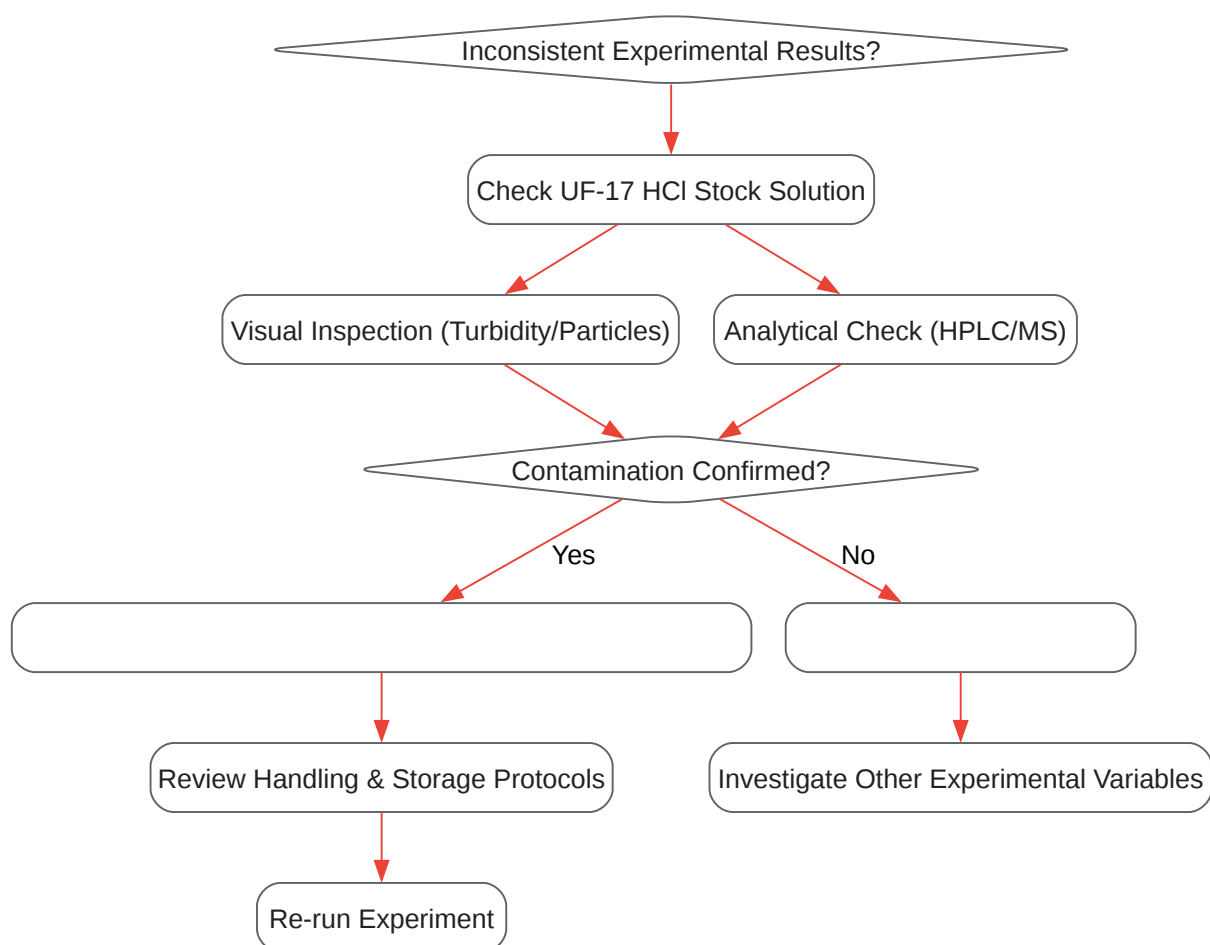 Inconsistent Experimental Results?
Check UF-17 HCl Stock Solution
Visual Inspection (Turbidity/Particles)
Analytical Check (HPLC/MS)
Contamination Confirmed?
Yes
No
Review Handling & Storage Protocols
Investigate Other Experimental Variables
Re-run Experiment